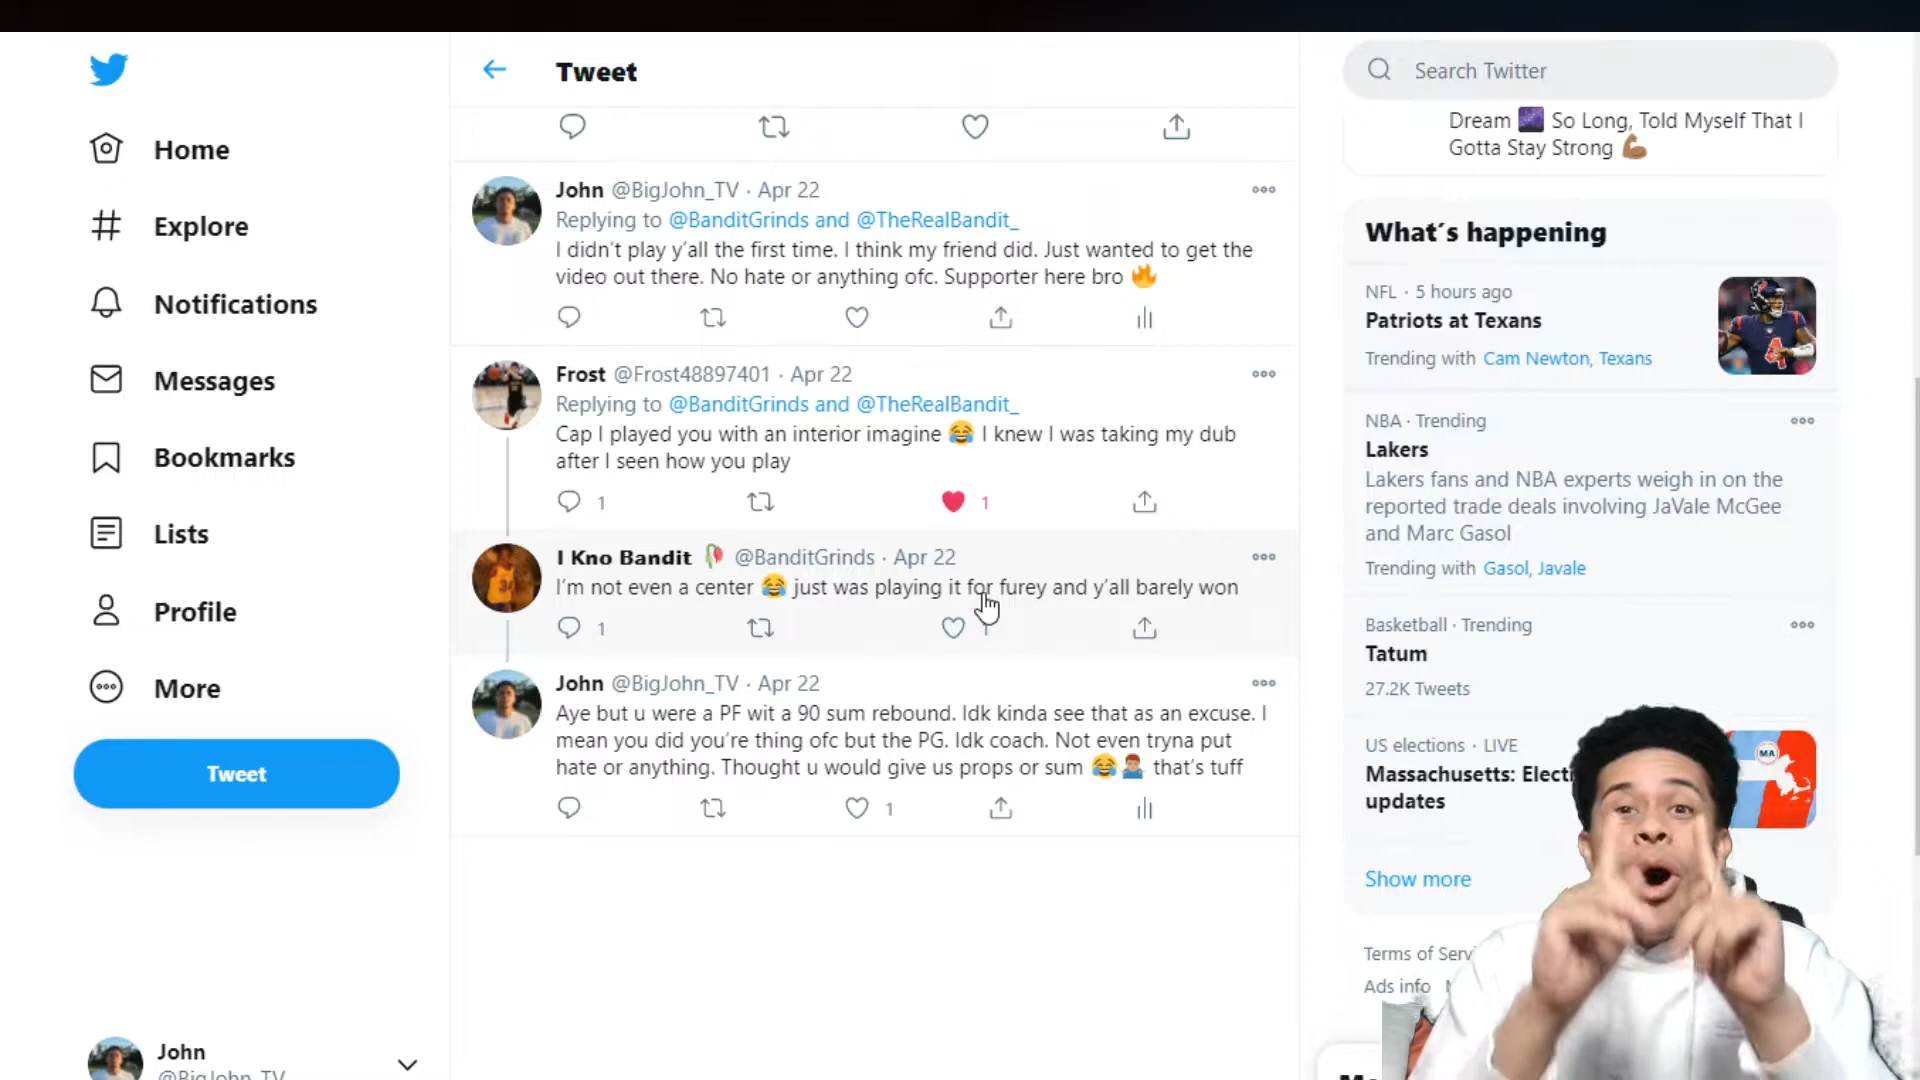 Home
Explore
Notifications
Messages
Bookmarks
Lists
Profile
More
Tweet
John
@BigJohn_TV
Tweet
John @BigJohn_TV · Apr 22
Replying to @BanditGrinds and @TheRealBandit_
I didn't play y'all the first time. I think my friend did. Just wanted to get the
video out there. No hate or anything ofc. Supporter here bro 🔥
Frost @Frost48897401 · Apr 22
Replying to @BanditGrinds and @TheRealBandit_
Cap I played you with an interior imagine 😂 I knew I was taking my dub
after I seen how you play
1 1
I Kno Bandit 🥀 @BanditGrinds · Apr 22
I'm not even a center 😂 just was playing it for furey and y'all barely won
1 1
John @BigJohn_TV · Apr 22
Aye but u were a PF wit a 90 sum rebound. Idk kinda see that as an excuse. I
mean you did you're thing ofc but the PG. Idk coach. Not even tryna put
hate or anything. Thought u would give us props or sum 😂 🤷🏽‍♂️ that's tuff
1
Search Twitter
Dream 🌌 So Long, Told Myself That I
Gotta Stay Strong 💪🏽
What's happening
NFL · 5 hours ago
Patriots at Texans
Trending with Cam Newton, Texans
4
NBA · Trending
Lakers
Lakers fans and NBA experts weigh in on the
reported trade deals involving JaVale McGee
and Marc Gasol
Trending with Gasol, Javale
Basketball · Trending
Tatum
27.2K Tweets
US elections · LIVE
Massachusetts: Electi
updates
MA
Show more
Terms of Serv
Ads info